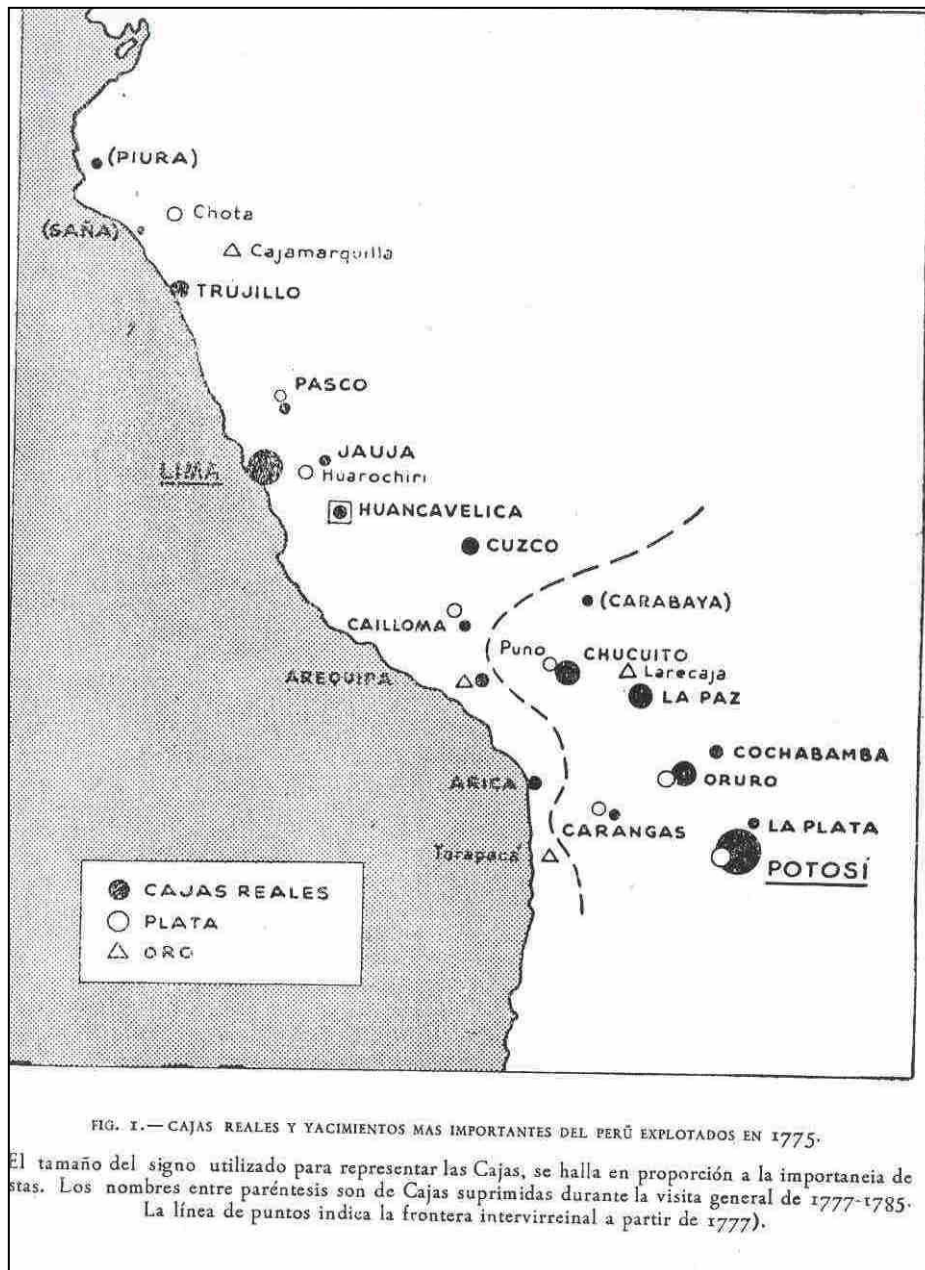 (PIURA)
Chota
(SAÑA)
Cajamarquilla
TRUJILLO
PASCO
JAUJA
LIMA
Huarochiri
HUANCAVELICA
CUZCO
(CARABAYA)
CAILLOMA
Puno
CHUCUITO
AREQUIPA
Larecaja
LA PAZ
COCHABAMBA
ARICA
ORURO
CARANGAS
LA PLATA
Tarapacá
POTOSÍ
CAJAS REALES
PLATA
ORO
FIG. 1.— CAJAS REALES Y YACIMIENTOS MAS IMPORTANTES DEL PERÚ EXPLOTADOS EN 1775.
El tamaño del signo utilizado para representar las Cajas, se halla en proporción a la importaneia de
stas. Los nombres entre paréntesis son de Cajas suprimidas durante la visita general de 1777-1785.
La línea de puntos indica la frontera intervirreinal a partir de 1777).